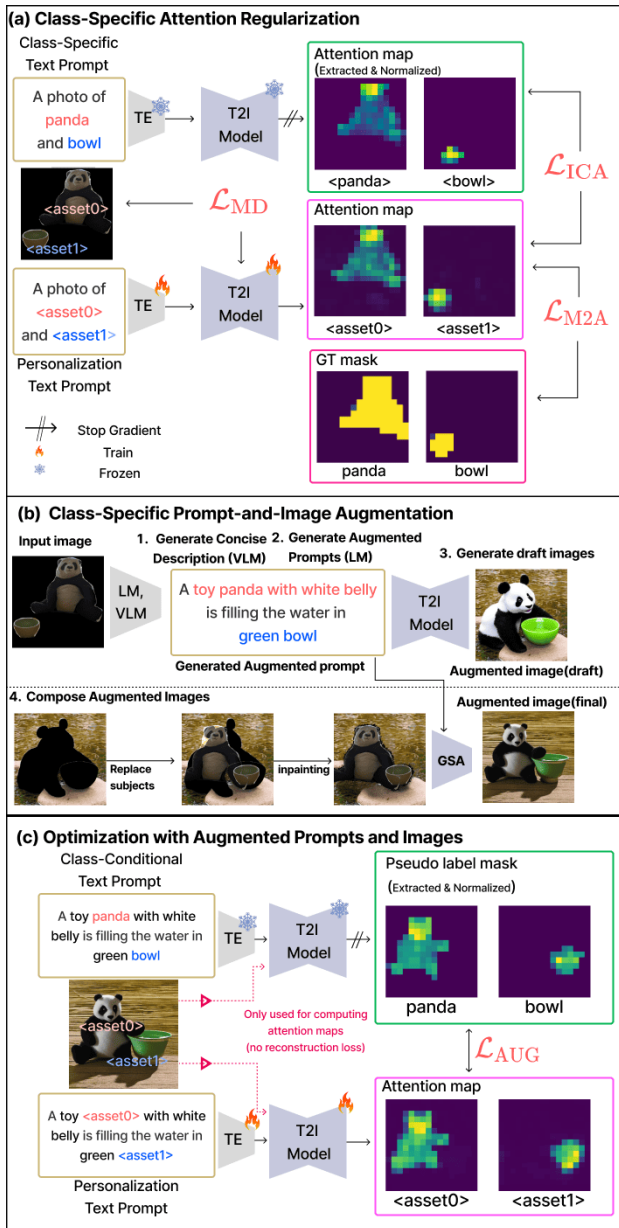 (a) Class-Specific Attention Regularization
Class-Specific
Text Prompt
A photo of
panda
and bowl
TE
T2I
Model
Attention map
(Extracted & Normalized)
<panda>
<bowl>
L_ICA
<asset0>
<asset1>
L_MD
A photo of
<asset0>
and <asset1>
Personalization
Text Prompt
TE
T2I
Model
Attention map
<asset0>
<asset1>
L_M2A
GT mask
panda
bowl
Stop Gradient
Train
Frozen
(b) Class-Specific Prompt-and-Image Augmentation
Input image
1. Generate Concise
Description (VLM)
2. Generate Augmented
Prompts (LM)
3. Generate draft images
LM,
VLM
A toy panda with white belly
is filling the water in
green bowl
T2I
Model
Generated Augmented prompt
Augmented image(draft)
4. Compose Augmented Images
Augmented image(final)
Replace
subjects
inpainting
GSA
(c) Optimization with Augmented Prompts and Images
Class-Conditional
Text Prompt
A toy panda with white
belly is filling the water in
green bowl
TE
T2I
Model
Pseudo label mask
(Extracted & Normalized)
panda
bowl
<asset0>
<asset1>
Only used for computing
attention maps
(no reconstruction loss)
L_AUG
A toy <asset0> with white
belly is filling the water in
green <asset1>
Personalization
Text Prompt
TE
T2I
Model
Attention map
<asset0>
<asset1>